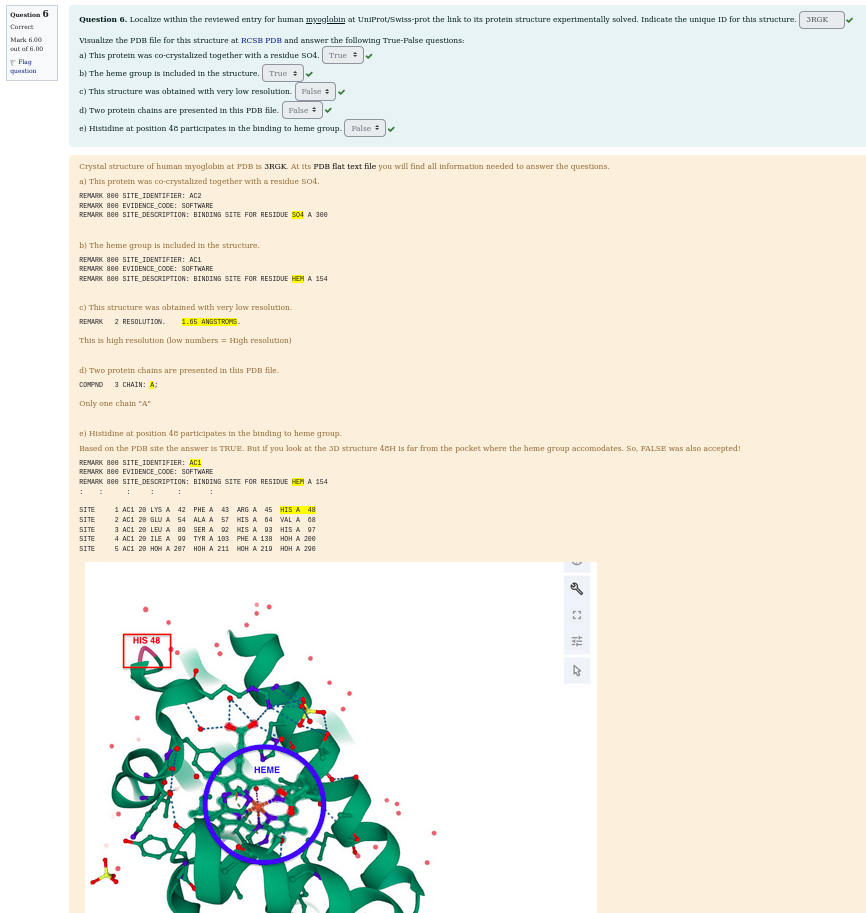 Question 6
Correct
Mark 6.00
out of 6.00
Flag
question
Question 6. Localize within the reviewed entry for human myoglobin at UniProt/Swiss-prot the link to its protein structure experimentally solved. Indicate the unique ID for this structure. 3RGK
Visualize the PDB file for this structure at RCSB PDB and answer the following True-False questions:
a) This protein was co-crystalized together with a residue SO4. True
b) The heme group is included in the structure. True
c) This structure was obtained with very low resolution. False
d) Two protein chains are presented in this PDB file. False
e) Histidine at position 48 participates in the binding to heme group. False
Crystal structure of human myoglobin at PDB is 3RGK. At its PDB flat text file you will find all information needed to answer the questions.
a) This protein was co-crystalized together with a residue SO4.
REMARK 800 SITE_IDENTIFIER: AC2
REMARK 800 EVIDENCE_CODE: SOFTWARE
REMARK 800 SITE_DESCRIPTION: BINDING SITE FOR RESIDUE SO4 A 300
b) The heme group is included in the structure.
REMARK 800 SITE_IDENTIFIER: AC1
REMARK 800 EVIDENCE_CODE: SOFTWARE
REMARK 800 SITE_DESCRIPTION: BINDING SITE FOR RESIDUE HEM A 154
c) This structure was obtained with very low resolution.
REMARK 2 RESOLUTION. 1.65 ANGSTROMS.
This is high resolution (low numbers = High resolution)
d) Two protein chains are presented in this PDB file.
COMPND 3 CHAIN: A;
Only one chain "A"
e) Histidine at position 48 participates in the binding to heme group.
Based on the PDB site the answer is TRUE. But if you look at the 3D structure 48H is far from the pocket where the heme group accomodates. So, FALSE was also accepted!
REMARK 800 SITE_IDENTIFIER: AC1
REMARK 800 EVIDENCE_CODE: SOFTWARE
REMARK 800 SITE_DESCRIPTION: BINDING SITE FOR RESIDUE HEM A 154
: : : : : :
SITE 1 AC1 20 LYS A 42 PHE A 43 ARG A 45 HIS A 48
SITE 2 AC1 20 GLU A 54 ALA A 57 HIS A 64 VAL A 68
SITE 3 AC1 20 LEU A 89 SER A 92 HIS A 93 HIS A 97
SITE 4 AC1 20 ILE A 99 TYR A 103 PHE A 138 HOH A 200
SITE 5 AC1 20 HOH A 207 HOH A 211 HOH A 219 HOH A 290
HIS 48
HEME